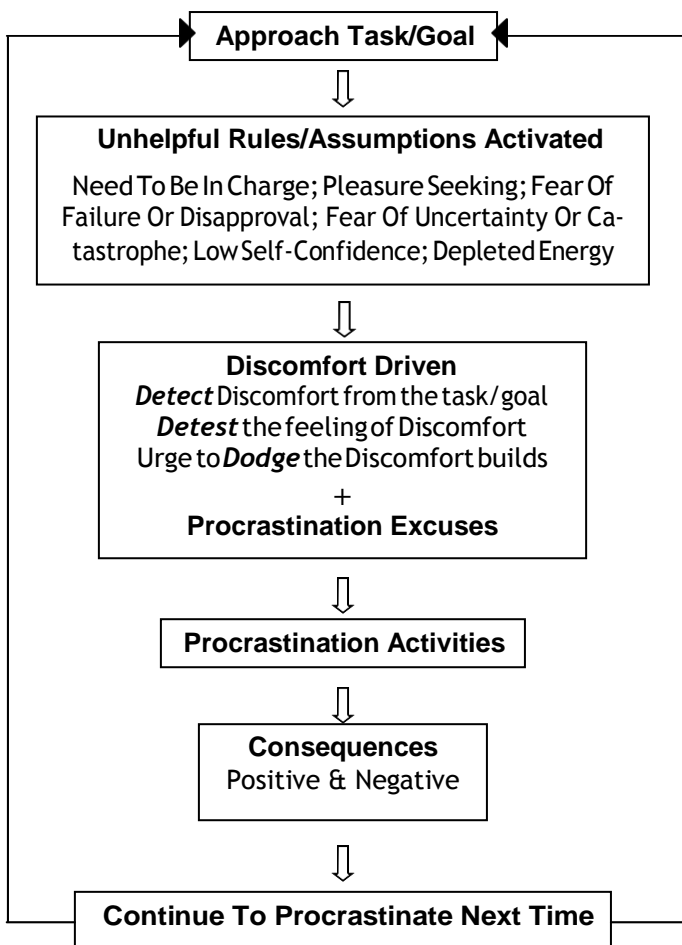 Approach Task/Goal
Unhelpful Rules/Assumptions Activated
Need To Be In Charge; Pleasure Seeking; Fear Of
Failure Or Disapproval; Fear Of Uncertainty Or Ca-
tastrophe; Low Self-Confidence; Depleted Energy
Discomfort Driven
Detect Discomfort from the task/goal
Detest the feeling of Discomfort
Urge to Dodge the Discomfort builds
+
Procrastination Excuses
Procrastination Activities
Consequences
Positive & Negative
Continue To Procrastinate Next Time